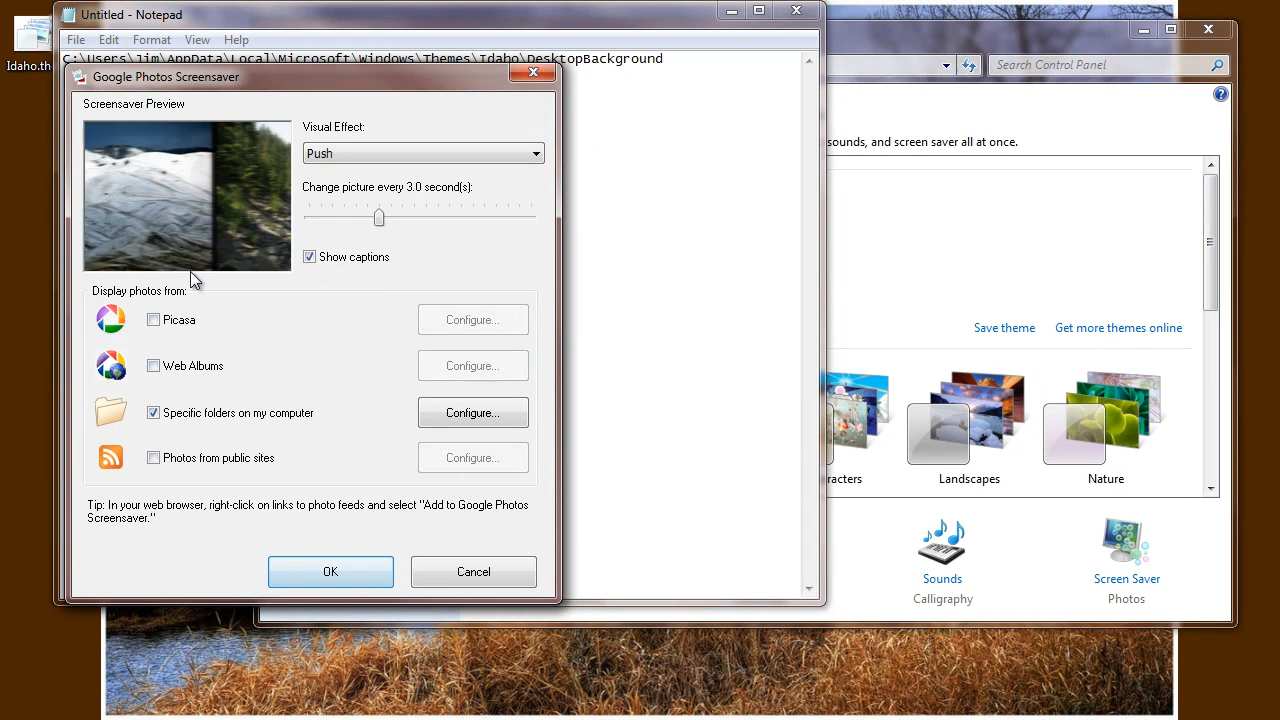 Untitled - Notepad
File Edit Format View Help
C:\Users\Jim\AppData\Local\Microsoft\Windows\Themes\Idaho\DesktopBackground
Idaho.th
Search Control Panel
Google Photos Screensaver
Screensaver Preview
Visual Effect:
Push
Change picture every 3.0 second(s):
Show captions
Display photos from:
Picasa Configure...
Web Albums Configure...
Specific folders on my computer Configure...
Photos from public sites Configure...
Tip: In your web browser, right-click on links to photo feeds and select "Add to Google Photos
Screensaver."
OK Cancel
sounds, and screen saver all at once.
Save theme Get more themes online
racters Landscapes Nature
Sounds Screen Saver
Calligraphy Photos